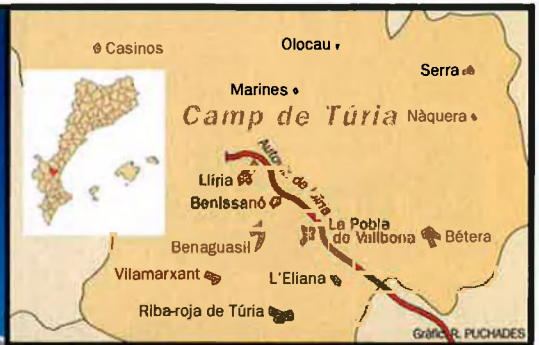 Casinos
Olocau
Serra
Marines
Camp de Túria
Nàquera
Llíria
Benissanó
La Pobla
de Vallbona
Bétera
Benaguasil
Vilamarxant
L'Eliana
Riba-roja de Túria
Gràfic: R. PUCHADES